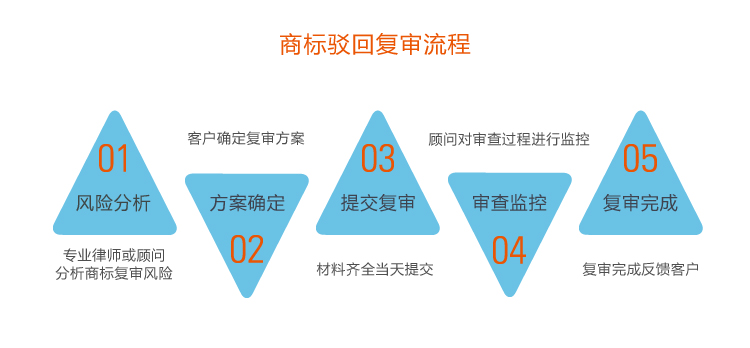 商标驳回复审流程
01
风险分析
专业律师或顾问
分析商标复审风险
客户确定复审方案
方案确定
02
03
提交复审
材料齐全当天提交
顾问对审查过程进行监控
审查监控
04
05
复审完成
复审完成反馈客户